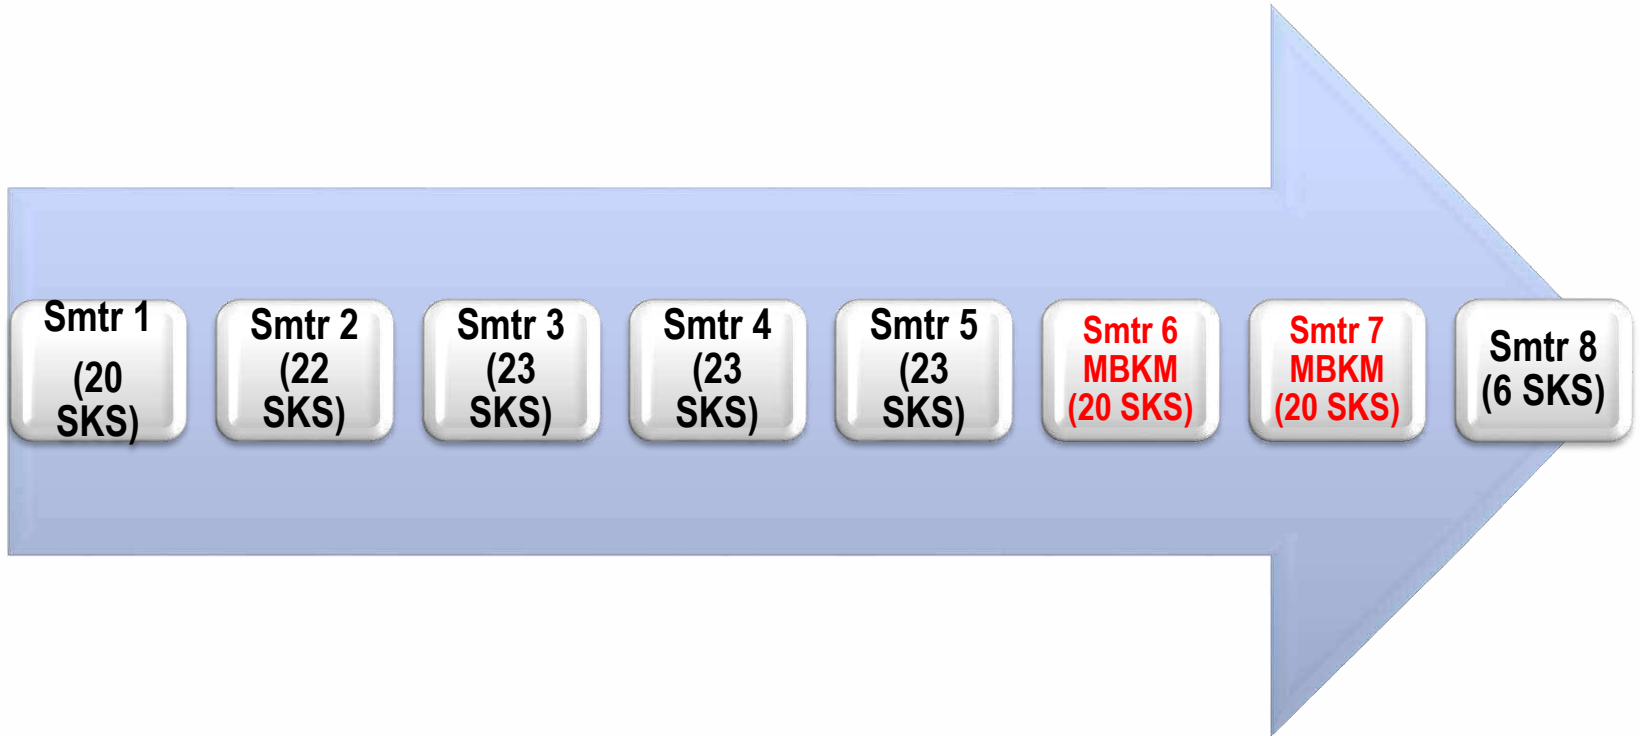 Smtr 1
(20
SKS)
Smtr 2
(22
SKS)
Smtr 3
(23
SKS)
Smtr 4
(23
SKS)
Smtr 5
(23
SKS)
Smtr 6
MBKM
(20 SKS)
Smtr 7
MBKM
(20 SKS)
Smtr 8
(6 SKS)